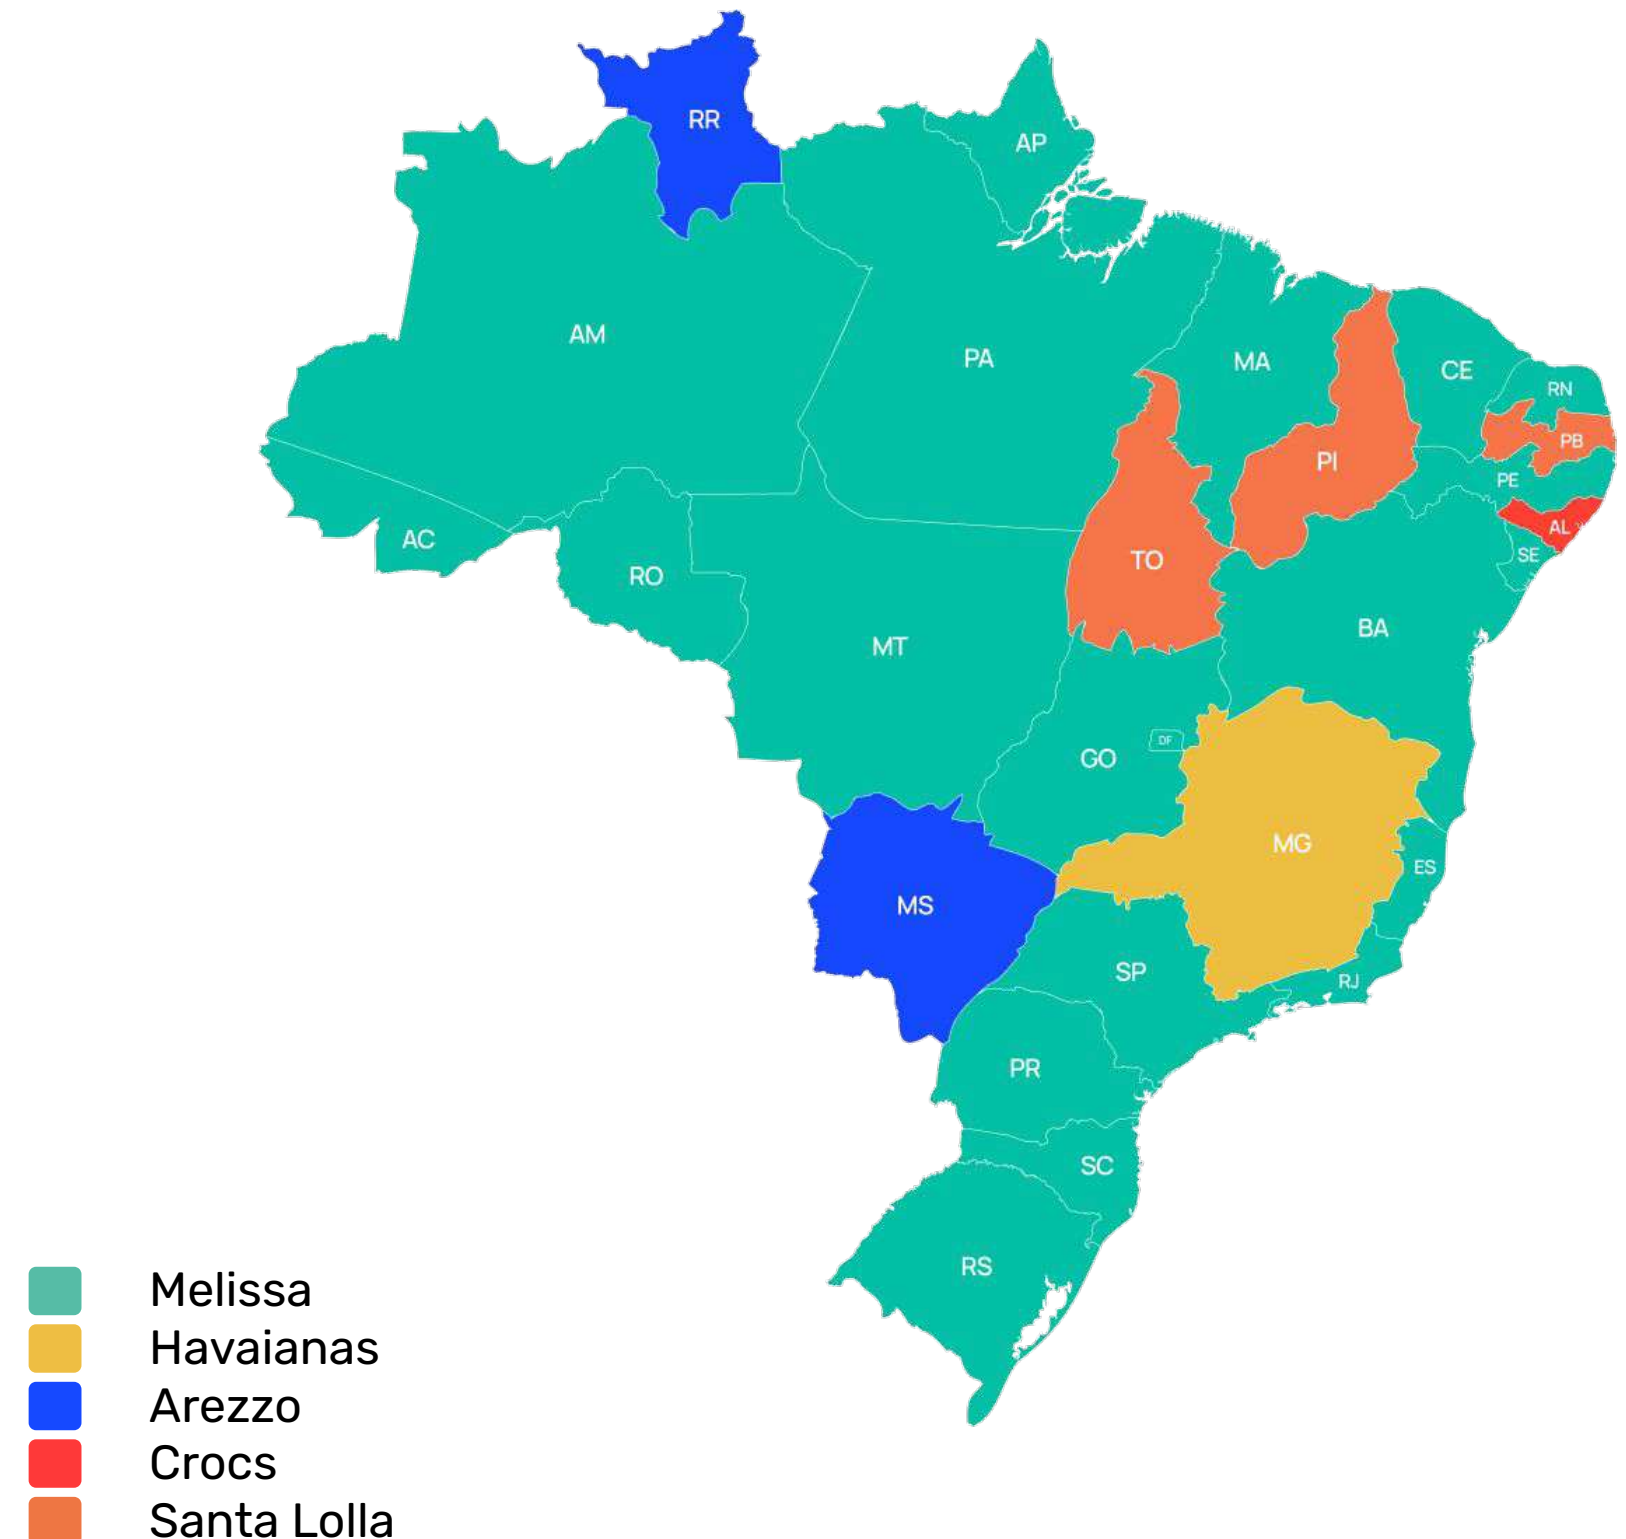 RR
AP
AM
PA
MA
CE
RN
PB
PI
PE
AL
SE
AC
TO
RO
BA
MT
DF
GO
MG
ES
MS
SP
RJ
PR
SC
RS
Melissa
Havaianas
Arezzo
Crocs
Santa Lolla